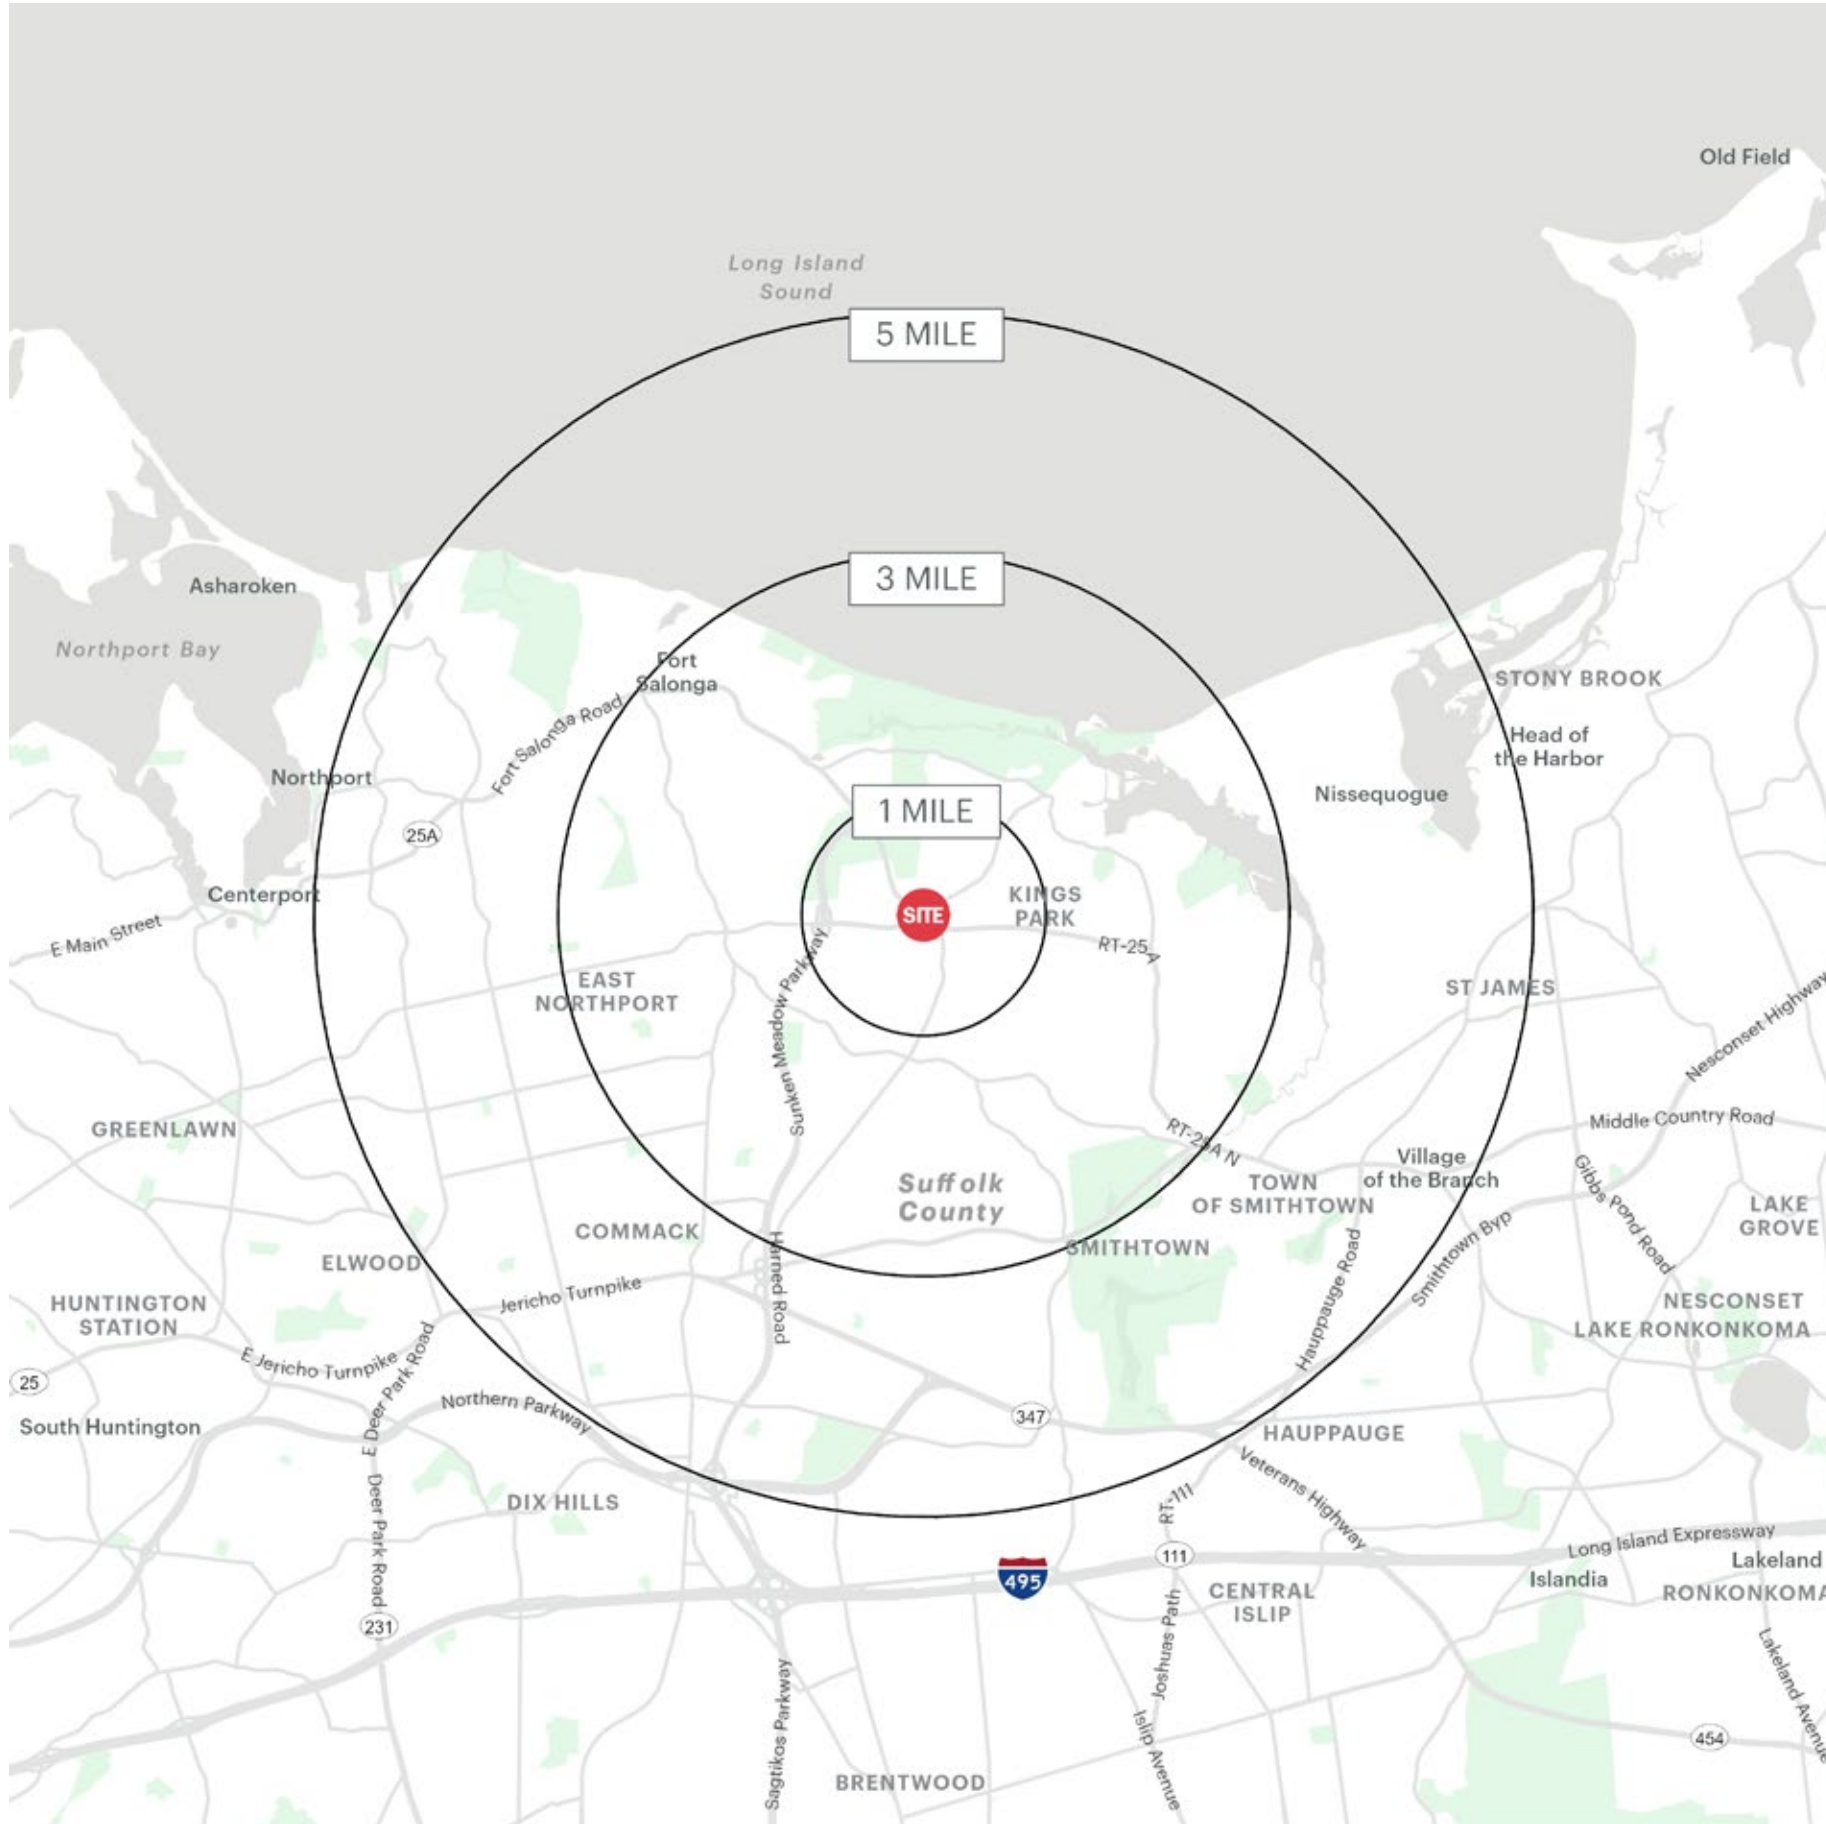 Old Field
Long Island
Sound
5 MILE
3 MILE
Asharoken
Northport Bay
Fort
Salonga
STONY BROOK
Fort Salonga Road
Head of
the Harbor
Northport
Nissequogue
1 MILE
25A
Centerport
KINGS
PARK
SITE
E Main Street
RT-25 A
EAST
NORTHPORT
ST JAMES
Sunken Meadow Parkway
Nesconset Highway
GREENLAWN
Middle Country Road
RT-25A N
Village
of the Branch
Suffolk
County
TOWN
OF SMITHTOWN
Gibbs Pond Road
LAKE
GROVE
COMMACK
SMITHTOWN
ELWOOD
Harned Road
Hauppauge Road
Smithtown Byp
Jericho Turnpike
HUNTINGTON
STATION
NESCONSET
LAKE RONKONKOMA
E Jericho Turnpike
E Deer Park Road
25
Northern Parkway
South Huntington
347
HAUPPAUGE
Veterans Highway
DIX HILLS
Deer Park Road
RT-111
Long Island Expressway
111
495
Lakeland
Islandia
CENTRAL
ISLIP
RONKONKOMA
231
Joshuas Path
Sagtikos Parkway
Islip Avenue
Lakeland Avenue
454
BRENTWOOD